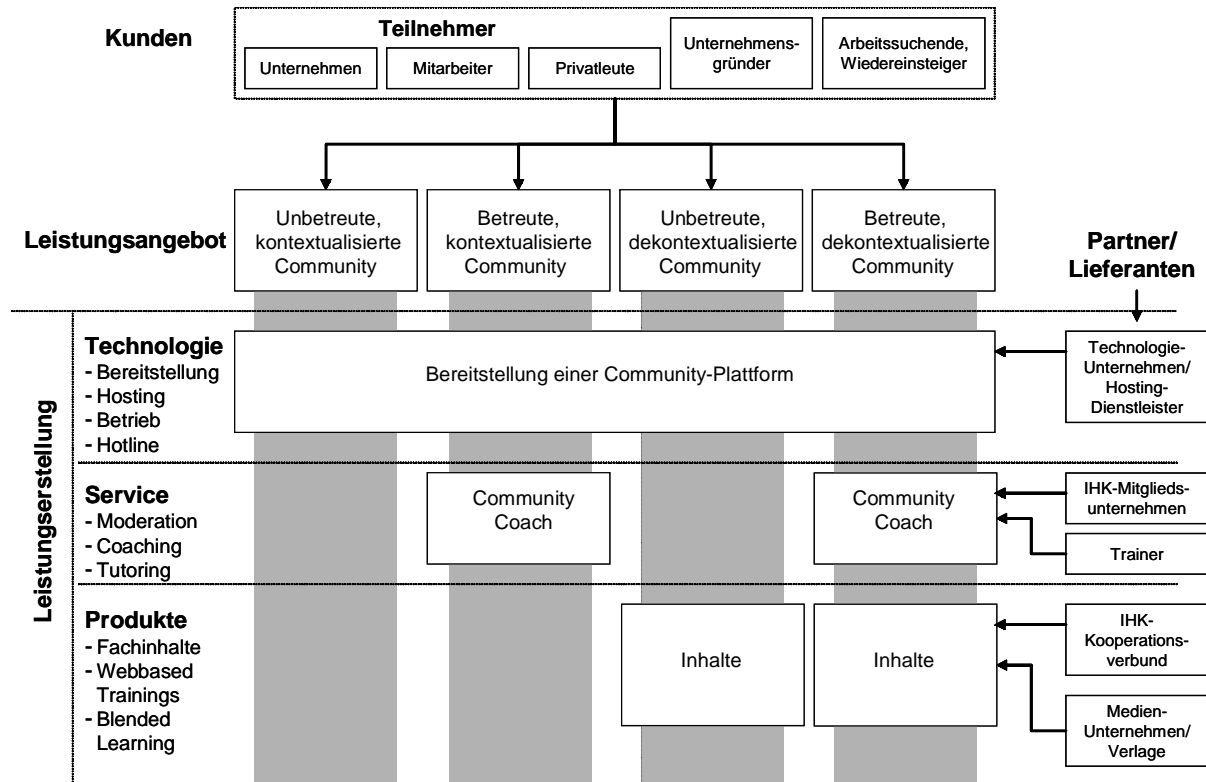 Kunden
Teilnehmer
Unternehmen
Mitarbeiter
Privatleute
Unternehmens-
gründer
Arbeitssuchende,
Wiedereinsteiger
Leistungsangebot
Unbetreute,
kontextualisierte
Community
Betreute,
kontextualisierte
Community
Unbetreute,
dekontextualisierte
Community
Betreute,
dekontextualisierte
Community
Partner/
Lieferanten
Leistungserstellung
Technologie
- Bereitstellung
- Hosting
- Betrieb
- Hotline
Bereitstellung einer Community-Plattform
Technologie-
Unternehmen/
Hosting-
Dienstleister
Service
- Moderation
- Coaching
- Tutoring
Community
Coach
Community
Coach
IHK-Mitglieds-
unternehmen
Trainer
Produkte
- Fachinhalte
- Webbased
Trainings
- Blended
Learning
Inhalte
Inhalte
IHK-
Kooperations-
verbund
Medien-
Unternehmen/
Verlage